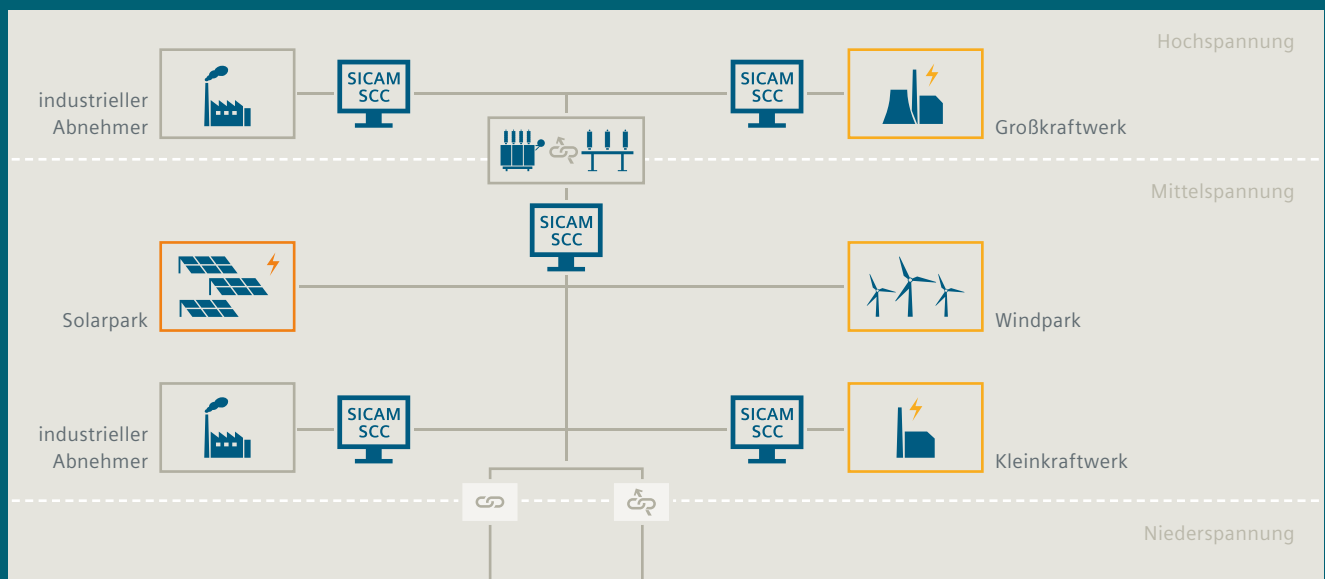 Hochspannung
industrieller
Abnehmer
SICAM
SCC
SICAM
SCC
Großkraftwerk
Mittelspannung
SICAM
SCC
Solarpark
Windpark
industrieller
Abnehmer
SICAM
SCC
SICAM
SCC
Kleinkraftwerk
Niederspannung